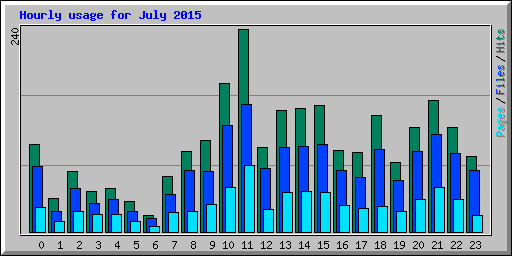 Hourly usage for July 2015
240
Pages/Files/Hits
0 1 2 3 4 5 6 7 8 9 10 11 12 13 14 15 16 17 18 19 20 21 22 23